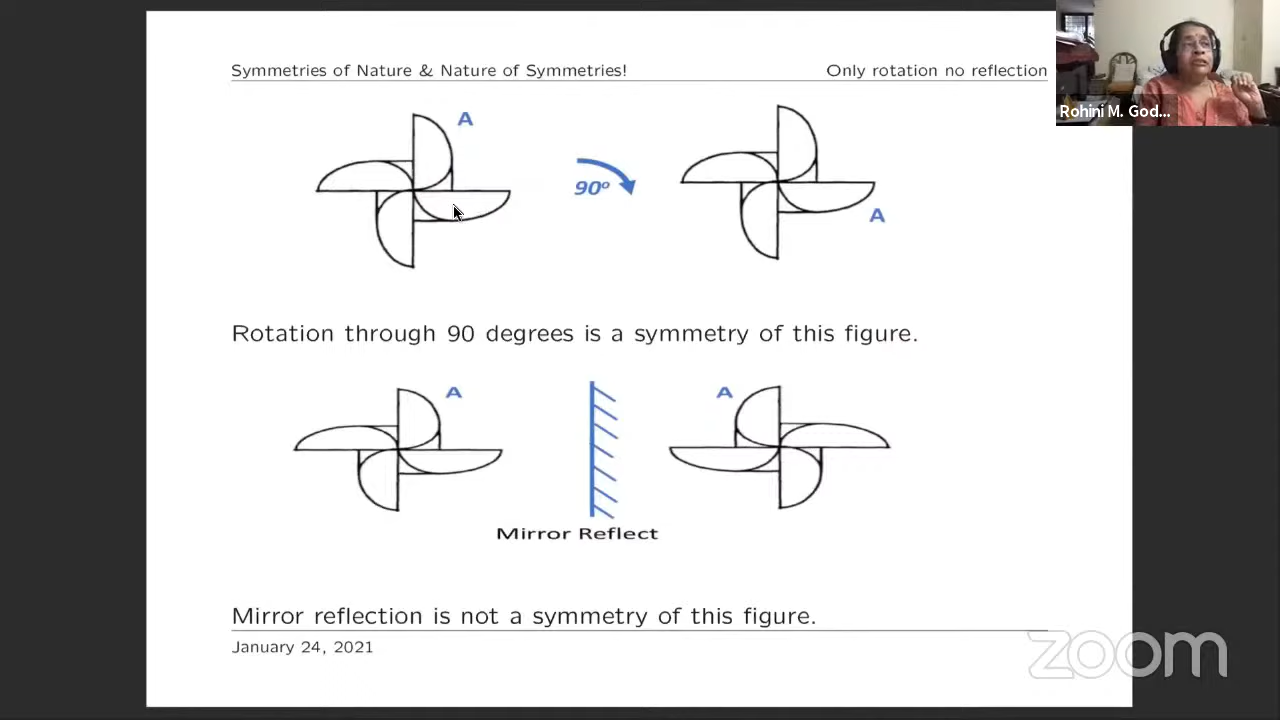 Symmetries of Nature & Nature of Symmetries!
Only rotation no reflection
Rohini M. God...
A
90º
A
Rotation through 90 degrees is a symmetry of this figure.
A
A
Mirror Reflect
Mirror reflection is not a symmetry of this figure.
January 24, 2021
zoom